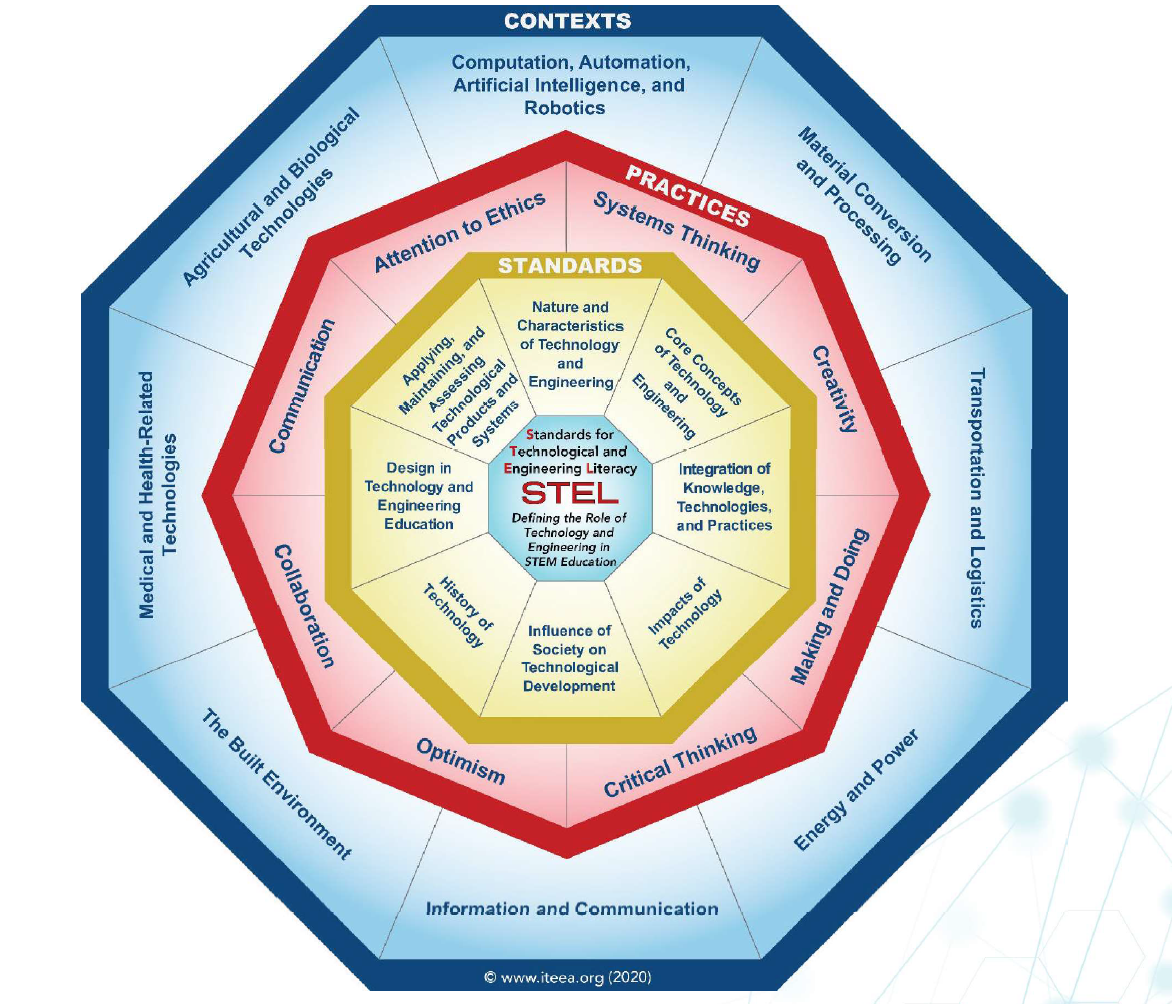 CONTEXTS
Computation, Automation,
Artificial Intelligence, and
Robotics
Material Conversion
and Processing
Transportation and Logistics
Energy and Power
Information and Communication
The Built Environment
Medical and Health-Related
Technologies
Agricultural and Biological
Technologies
PRACTICES
Systems Thinking
Creativity
Making and Doing
Critical Thinking
Optimism
Collaboration
Communication
Attention to Ethics
STANDARDS
Nature and
Characteristics
of Technology
and
Engineering
Core Concepts
of Technology
and
Engineering
Integration of
Knowledge,
Technologies,
and Practices
Impacts of
Technology
Influence of
Society on
Technological
Development
History of
Technology
Design in
Technology and
Engineering
Education
Applying,
Maintaining, and
Assessing
Technological
Products and
Systems
Standards for
Technological and
Engineering Literacy
STEL
Defining the Role of
Technology and
Engineering in
STEM Education
© www.iteea.org (2020)